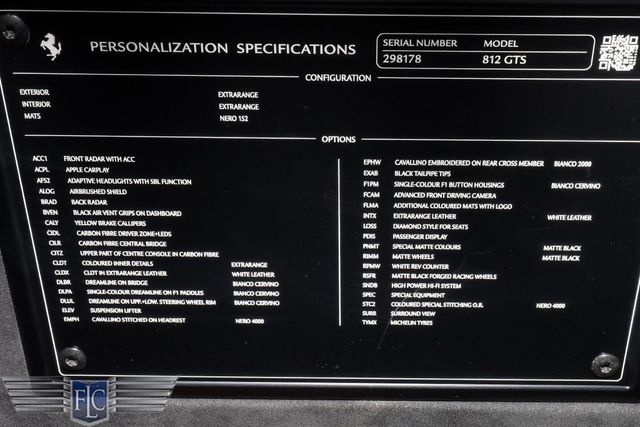 PERSONALIZATION SPECIFICATIONS
SERIAL NUMBER MODEL
298178 812 GTS
CONFIGURATION
EXTERIOR EXTRARANGE
INTERIOR EXTRARANGE
MATS NERO 152
OPTIONS
ACC1 FRONT RADAR WITH ACC
ACPL APPLE CARPLAY
AFS2 ADAPTIVE HEADLIGHTS WITH SBL FUNCTION
ALOG AIRBRUSHED SHIELD
BRAD BACK RADAR
BVEN BLACK AIR VENT GRIPS ON DASHBOARD
CALY YELLOW BRAKE CALLIPERS
CIDL CARBON FIBRE DRIVER ZONE+LEDS
CILR CARBON FIBRE CENTRAL BRIDGE
CITZ UPPER PART OF CENTRE CONSOLE IN CARBON FIBRE
CLDT COLOURED INNER DETAILS EXTRARANGE
CLDX CLDT IN EXTRARANGE LEATHER WHITE LEATHER
DLBR DREAMLINE ON BRIDGE BIANCO CERVINO
DLPA SINGLE-COLOUR DREAMLINE ON F1 PADDLES BIANCO CERVINO
DLUL DREAMLINE ON UPP.+LOW. STEERING WHEEL RIM BIANCO CERVINO
ELEV SUSPENSION LIFTER
EMPH CAVALLINO STITCHED ON HEADREST NERO 4000
EPHW CAVALLINO EMBROIDERED ON REAR CROSS MEMBER BIANCO 2000
EXAB BLACK TAILPIPE TIPS
F1PM SINGLE-COLOUR F1 BUTTON HOUSINGS BIANCO CERVINO
FCAM ADVANCED FRONT DRIVING CAMERA
FLMA ADDITIONAL COLOURED MATS WITH LOGO
INTX EXTRARANGE LEATHER WHITE LEATHER
LOSS DIAMOND STYLE FOR SEATS
PDIS PASSENGER DISPLAY
PNMT SPECIAL MATTE COLOURS MATTE BLACK
RIMM MATTE WHEELS MATTE BLACK
RPMW WHITE REV COUNTER
RSFR MATTE BLACK FORGED RACING WHEELS
SNDB HIGH POWER HI-FI SYSTEM
SPEC SPECIAL EQUIPMENT
STC2 COLOURED SPECIAL STITCHING O.R. NERO 4000
SURR SURROUND VIEW
TYMX MICHELIN TYRES
FLC